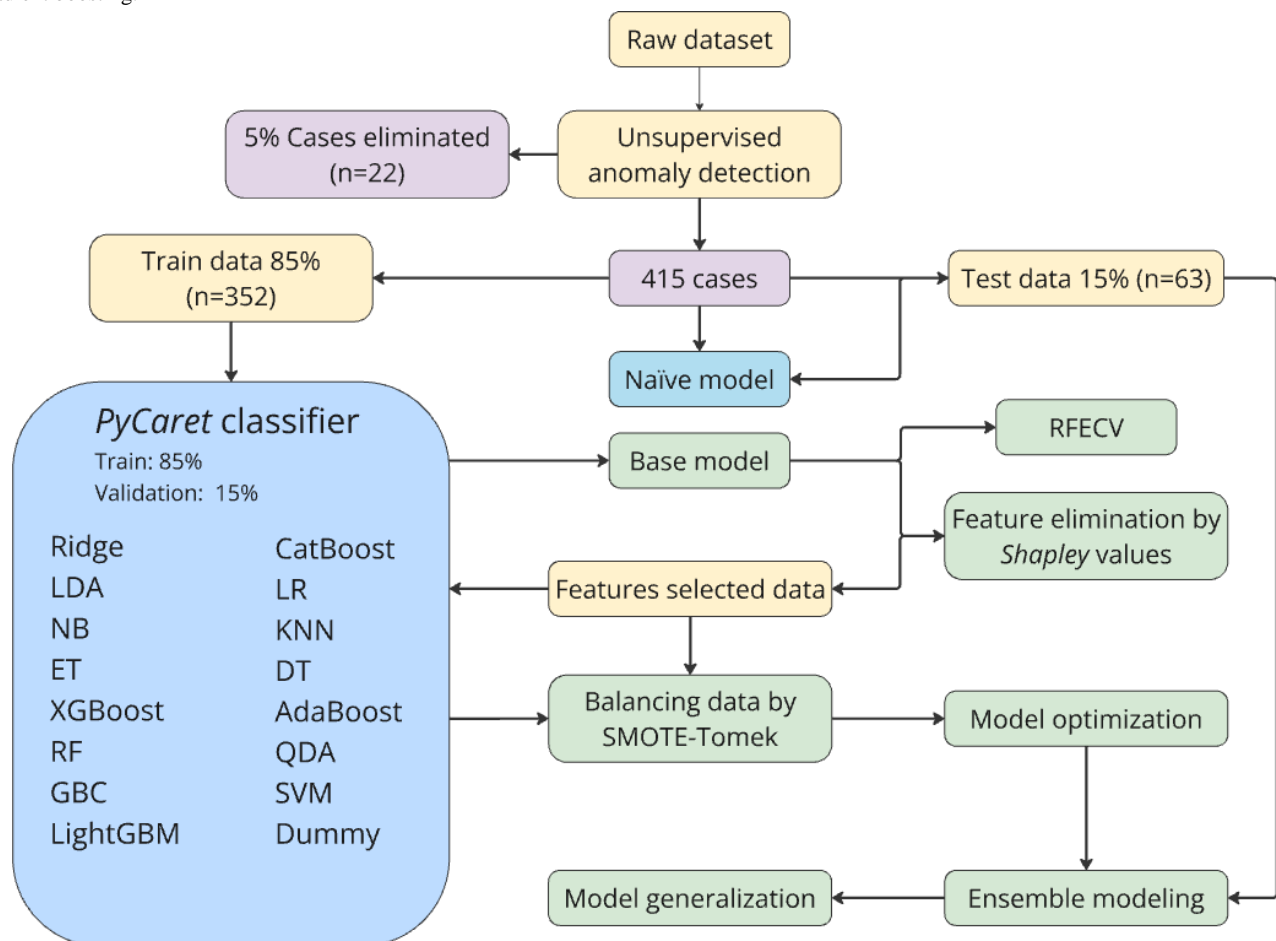 Raw dataset
5% Cases eliminated
(n=22)
Unsupervised
anomaly detection
Train data 85%
(n=352)
415 cases
Test data 15% (n=63)
Naïve model
PyCaret classifier
Train: 85%
Validation: 15%
Ridge
LDA
NB
ET
XGBoost
RF
GBC
LightGBM
CatBoost
LR
KNN
DT
AdaBoost
QDA
SVM
Dummy
Base model
RFECV
Feature elimination by
Shapley values
Features selected data
Balancing data by
SMOTE-Tomek
Model optimization
Model generalization
Ensemble modeling